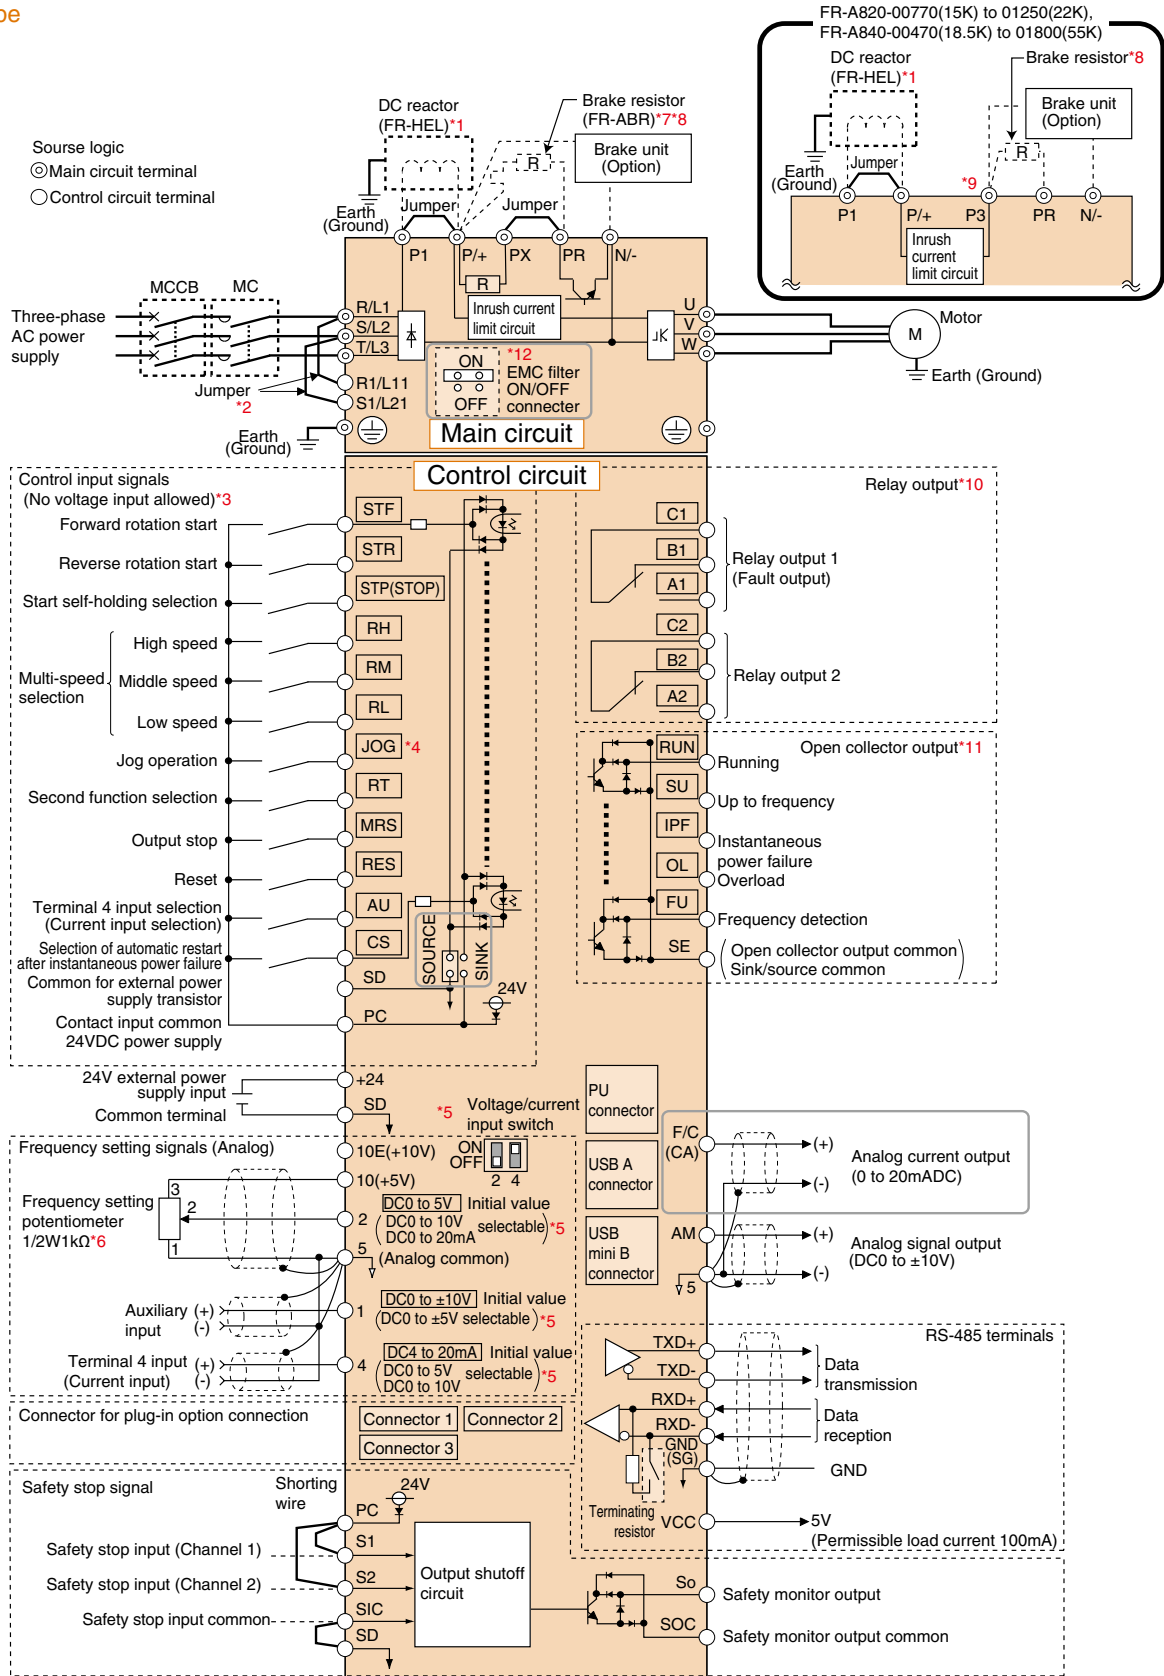 pe
FR-A820-00770(15K) to 01250(22K),
FR-A840-00470(18.5K) to 01800(55K)
DC reactor
(FR-HEL)*1
Brake resistor*8
Brake unit
(Option)
R
Jumper
Earth
(Ground)
*9
P1
P/+
P3
PR
N/-
Inrush
current
limit circuit
Sourse logic
Main circuit terminal
Control circuit terminal
DC reactor
(FR-HEL)*1
Brake resistor
(FR-ABR)*7*8
Brake unit
(Option)
R
Earth
(Ground)
Jumper
Jumper
P1
P/+
PX
PR
N/-
R
Inrush current
limit circuit
MCCB
MC
Three-phase
AC power
supply
R/L1
S/L2
T/L3
R1/L11
S1/L21
Jumper
*2
Earth
(Ground)
U
V
W
M
Motor
Earth (Ground)
ON
OFF
*12
EMC filter
ON/OFF
connecter
Main circuit
Control circuit
Control input signals
(No voltage input allowed)*3
Forward rotation start
STF
Reverse rotation start
STR
Start self-holding selection
STP(STOP)
Multi-speed
selection
High speed
RH
Middle speed
RM
Low speed
RL
Jog operation
JOG *4
Second function selection
RT
Output stop
MRS
Reset
RES
Terminal 4 input selection
(Current input selection)
AU
Selection of automatic restart
after instantaneous power failure
CS
Common for external power
supply transistor
SD
Contact input common
24VDC power supply
PC
SOURCE
SINK
24V
Relay output*10
C1
B1
A1
Relay output 1
(Fault output)
C2
B2
A2
Relay output 2
Open collector output*11
RUN
Running
SU
Up to frequency
IPF
Instantaneous
power failure
OL
Overload
FU
Frequency detection
SE
Open collector output common
Sink/source common
24V external power
supply input
+24
Common terminal
SD
*5 Voltage/current
input switch
ON
OFF
2 4
PU
connector
USB A
connector
USB
mini B
connector
Frequency setting signals (Analog)
10E(+10V)
10(+5V)
Frequency setting
potentiometer
1/2W1kΩ*6
3
2
1
2
DC0 to 5V Initial value
(DC0 to 10V
DC0 to 20mA selectable)*5
5
(Analog common)
Auxiliary
input
(+)
(-)
1
DC0 to ±10V Initial value
(DC0 to ±5V selectable)*5
Terminal 4 input
(Current input)
(+)
(-)
4
DC4 to 20mA Initial value
(DC0 to 5V
DC0 to 10V selectable)*5
F/C
(CA)
(+)
(-)
Analog current output
(0 to 20mADC)
AM
5
(+)
(-)
Analog signal output
(DC0 to ±10V)
RS-485 terminals
TXD+
TXD-
Data
transmission
RXD+
RXD-
Data
reception
GND
(SG)
GND
Terminating
resistor
VCC
5V
(Permissible load current 100mA)
Connector for plug-in option connection
Connector 1
Connector 2
Connector 3
Safety stop signal
Shorting
wire
24V
PC
Safety stop input (Channel 1)
S1
Safety stop input (Channel 2)
S2
Safety stop input common
SIC
SD
Output shutoff
circuit
So
Safety monitor output
SOC
Safety monitor output common